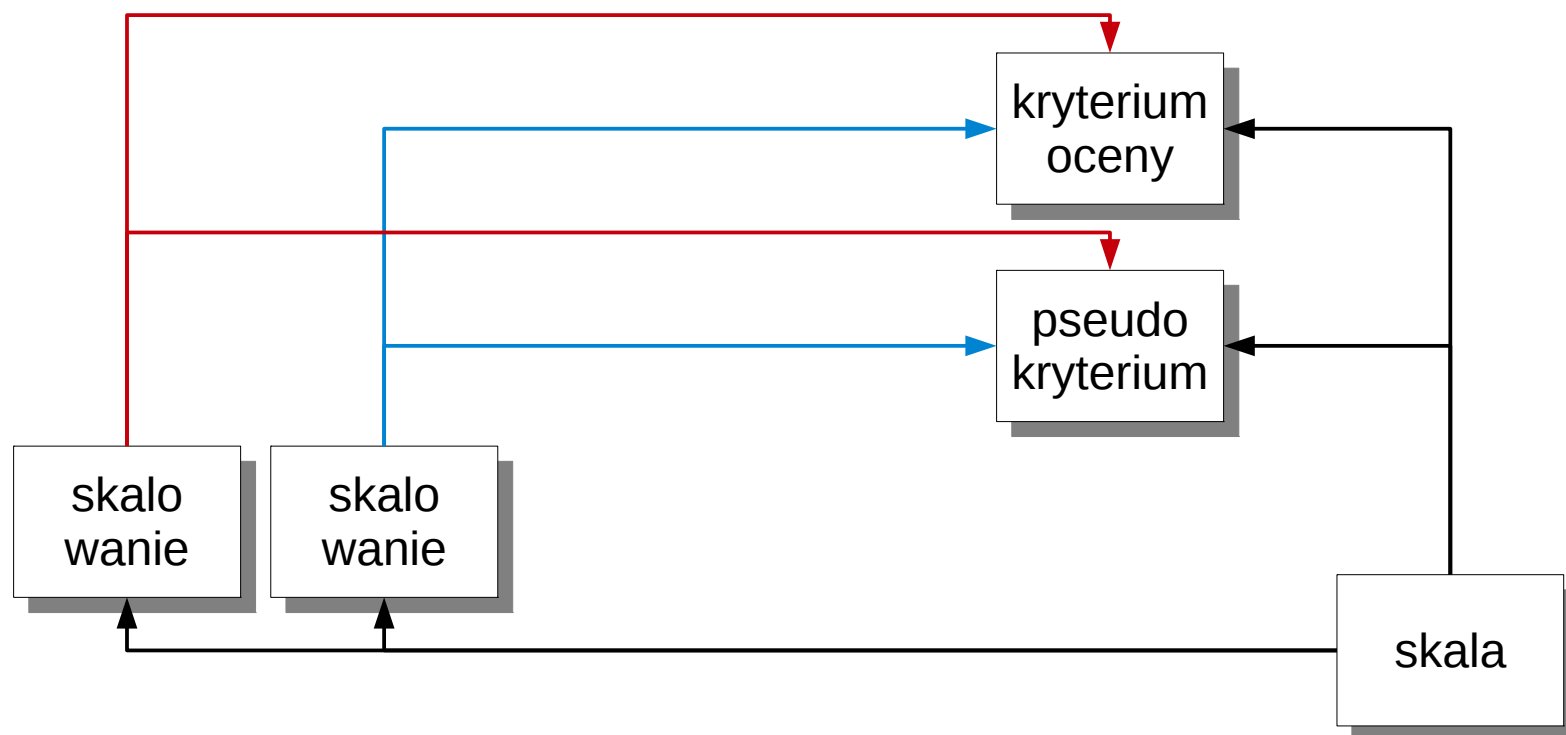 kryterium
oceny
pseudo
kryterium
skalo
wanie
skalo
wanie
skala